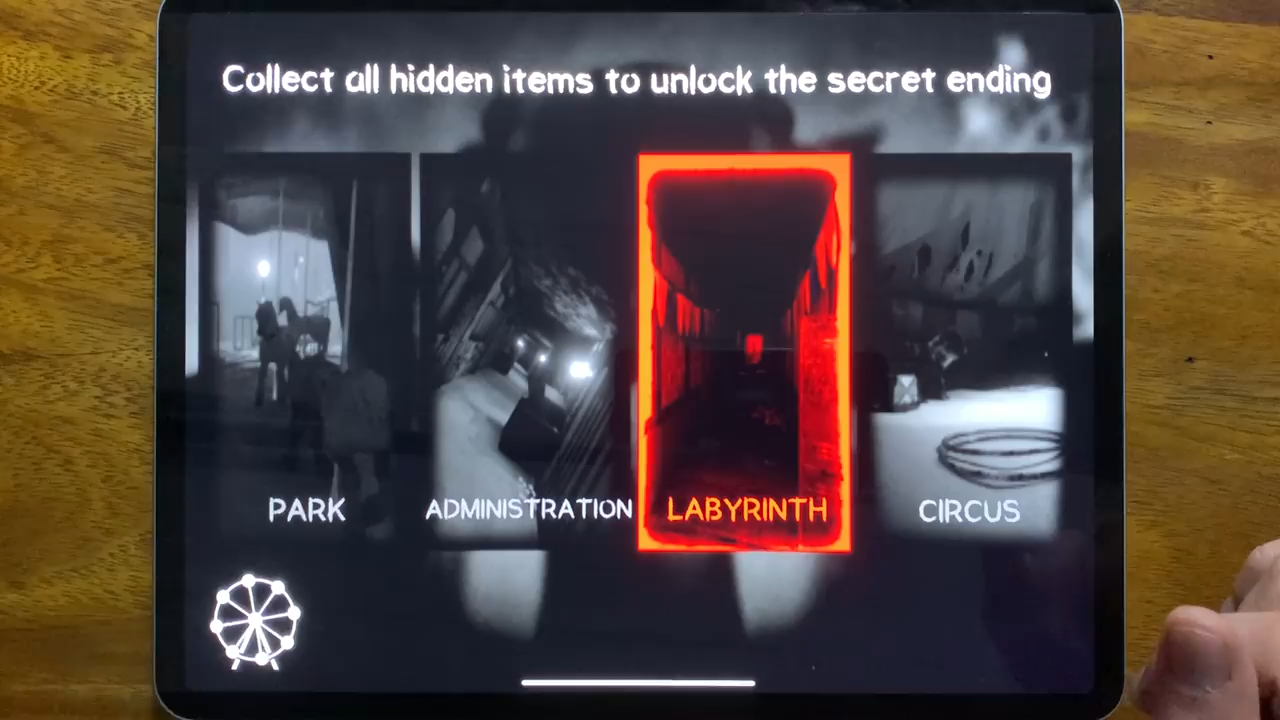 Collect all hidden items to unlock the secret ending
PARK
ADMINISTRATION
LABYRINTH
CIRCUS